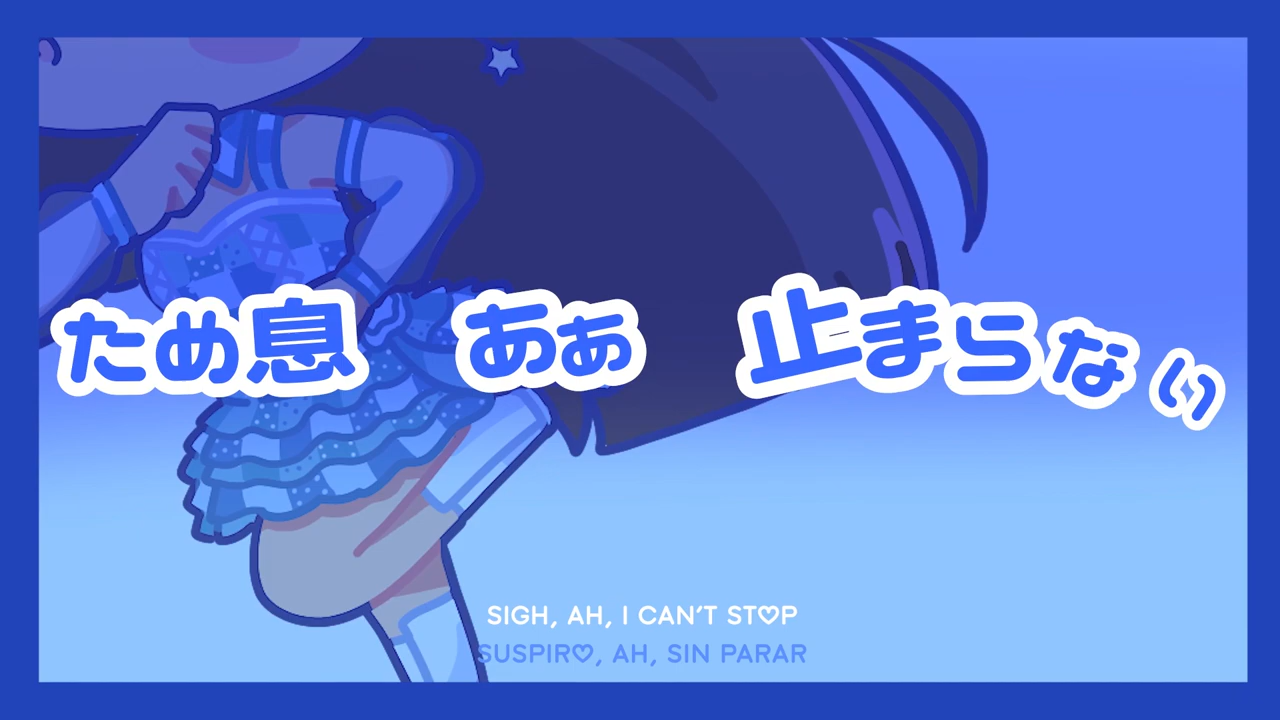 ため息 あぁ 止まらない
SIGH, AH, I CAN'T STOP
SUSPIRO, AH, SIN PARAR